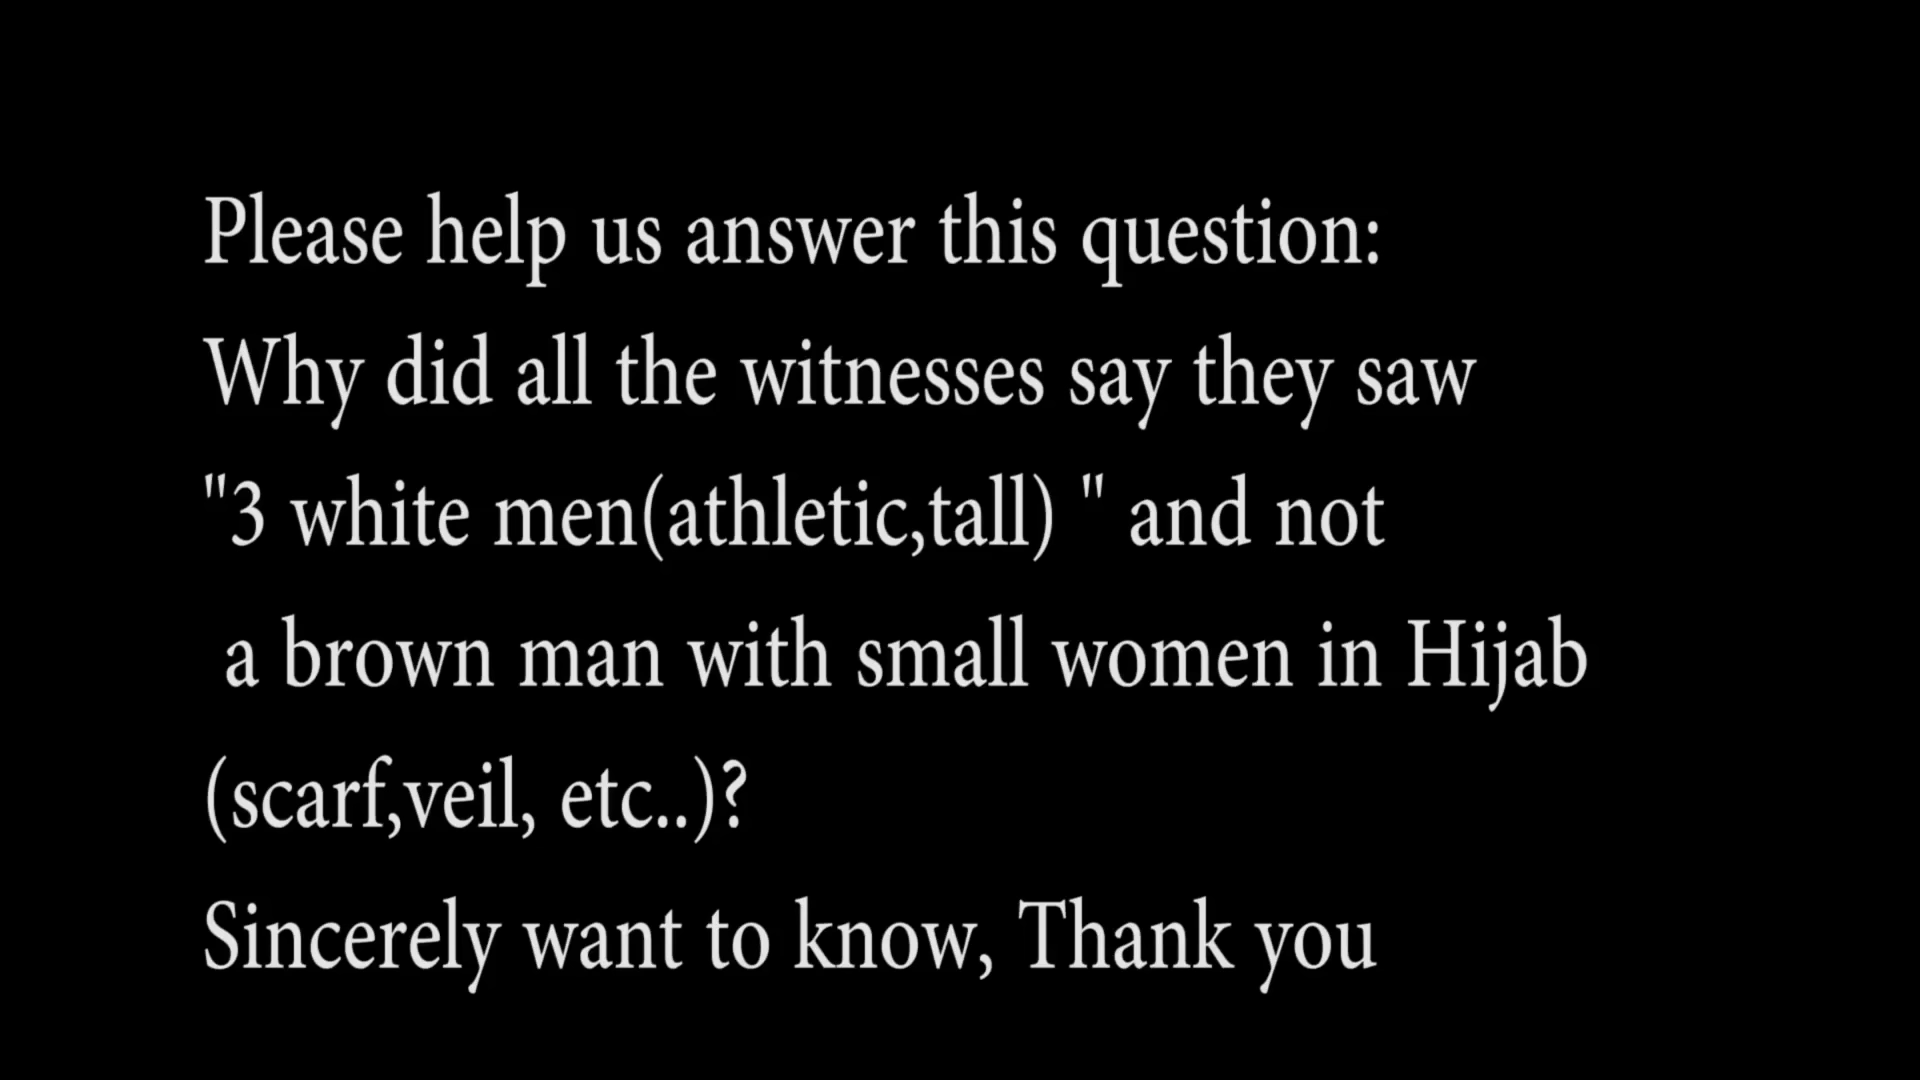 Please help us answer this question:
Why did all the witnesses say they saw
"3 white men(athletic,tall) " and not
a brown man with small women in Hijab
(scarf,veil, etc..)?
Sincerely want to know, Thank you